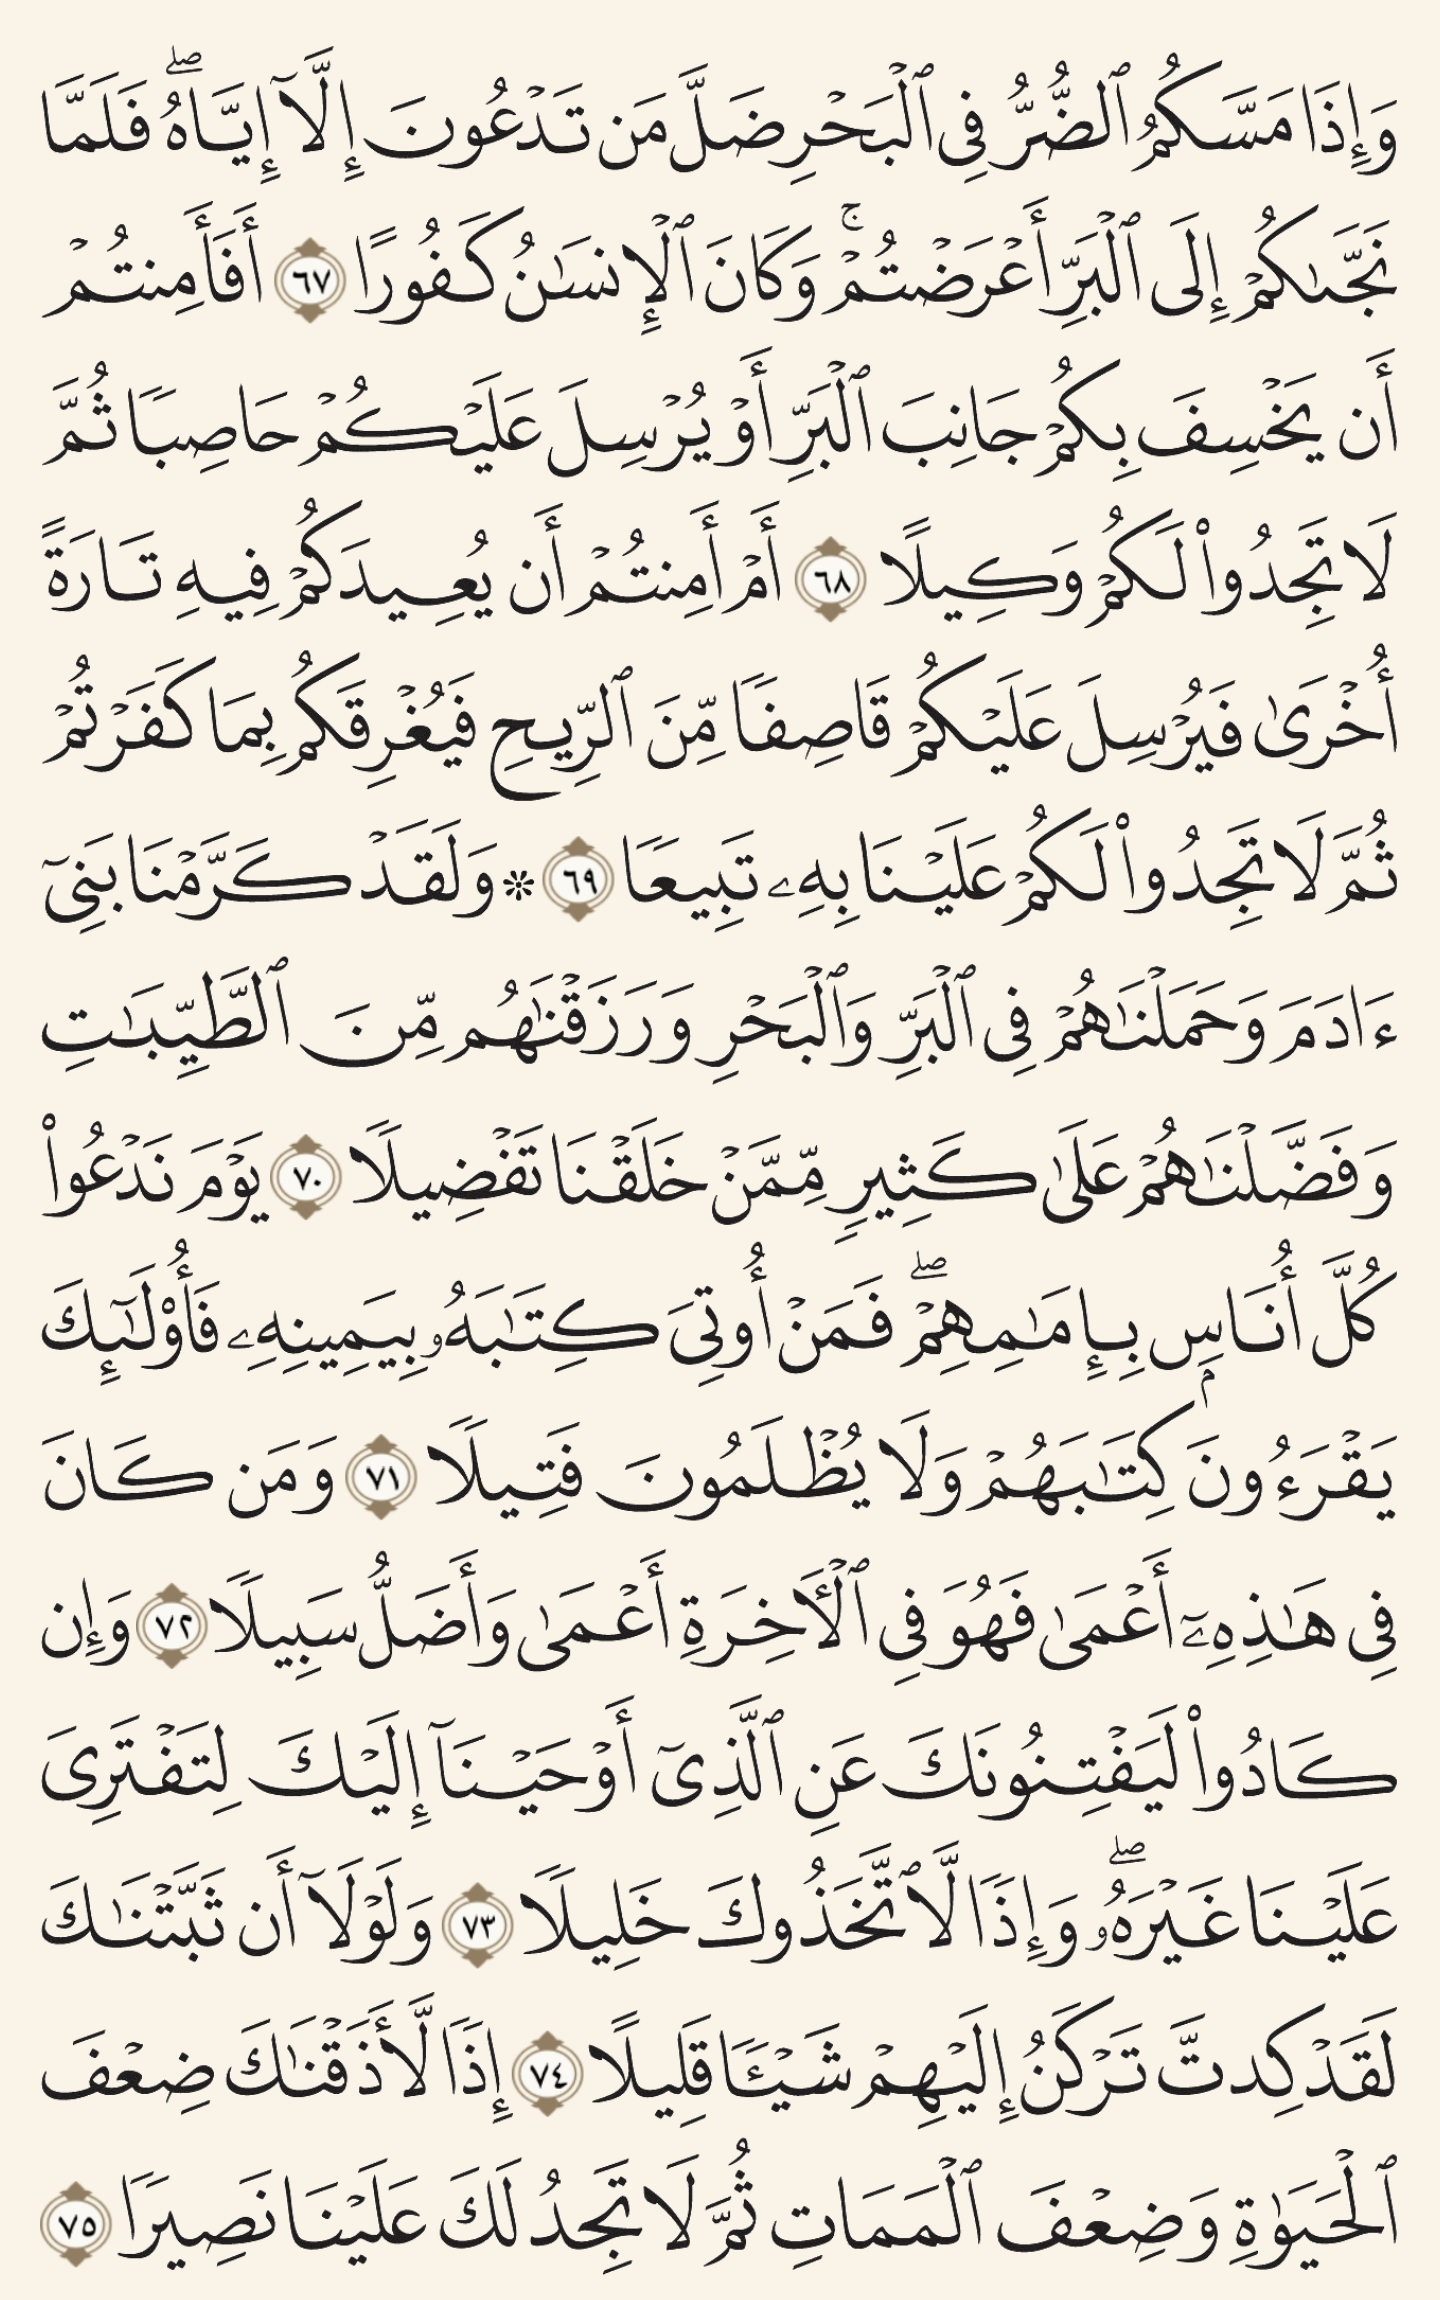 وَإِذَا مَسَّكُمُ ٱلضُّرُّ فِى ٱلْبَحْرِ ضَلَّ مَن تَدْعُونَ إِلَّآ إِيَّاهُ ۖ فَلَمَّا
نَجَّىٰكُمْ إِلَى ٱلْبَرِّ أَعْرَضْتُمْ ۚ وَكَانَ ٱلْإِنسَـٰنُ كَفُورًا ٦٧ أَفَأَمِنتُمْ
أَن يَخْسِفَ بِكُمْ جَانِبَ ٱلْبَرِّ أَوْ يُرْسِلَ عَلَيْكُمْ حَاصِبًا ثُمَّ
لَا تَجِدُوا۟ لَكُمْ وَكِيلًا ٦٨ أَمْ أَمِنتُمْ أَن يُعِيدَكُمْ فِيهِ تَارَةً
أُخْرَىٰ فَيُرْسِلَ عَلَيْكُمْ قَاصِفًا مِّنَ ٱلرِّيحِ فَيُغْرِقَكُم بِمَا كَفَرْتُمْ
ثُمَّ لَا تَجِدُوا۟ لَكُمْ عَلَيْنَا بِهِۦ تَبِيعًا ٦٩ ۞ وَلَقَدْ كَرَّمْنَا بَنِىٓ
ءَادَمَ وَحَمَلْنَـٰهُمْ فِى ٱلْبَرِّ وَٱلْبَحْرِ وَرَزَقْنَـٰهُم مِّنَ ٱلطَّيِّبَـٰتِ
وَفَضَّلْنَـٰهُمْ عَلَىٰ كَثِيرٍ مِّمَّنْ خَلَقْنَا تَفْضِيلًا ٧٠ يَوْمَ نَدْعُوا۟
كُلَّ أُنَاسٍۭ بِإِمَـٰمِهِمْ ۖ فَمَنْ أُوتِىَ كِتَـٰبَهُۥ بِيَمِينِهِۦ فَأُو۟لَـٰٓئِكَ
يَقْرَءُونَ كِتَـٰبَهُمْ وَلَا يُظْلَمُونَ فَتِيلًا ٧١ وَمَن كَانَ
فِى هَـٰذِهِۦٓ أَعْمَىٰ فَهُوَ فِى ٱلْـَٔاخِرَةِ أَعْمَىٰ وَأَضَلُّ سَبِيلًا ٧٢ وَإِن
كَادُوا۟ لَيَفْتِنُونَكَ عَنِ ٱلَّذِىٓ أَوْحَيْنَآ إِلَيْكَ لِتَفْتَرِىَ
عَلَيْنَا غَيْرَهُۥ ۖ وَإِذًا لَّٱتَّخَذُوكَ خَلِيلًا ٧٣ وَلَوْلَآ أَن ثَبَّتْنَـٰكَ
لَقَدْ كِدتَّ تَرْكَنُ إِلَيْهِمْ شَيْـًٔا قَلِيلًا ٧٤ إِذًا لَّأَذَقْنَـٰكَ ضِعْفَ
ٱلْحَيَوٰةِ وَضِعْفَ ٱلْمَمَاتِ ثُمَّ لَا تَجِدُ لَكَ عَلَيْنَا نَصِيرًا ٧٥